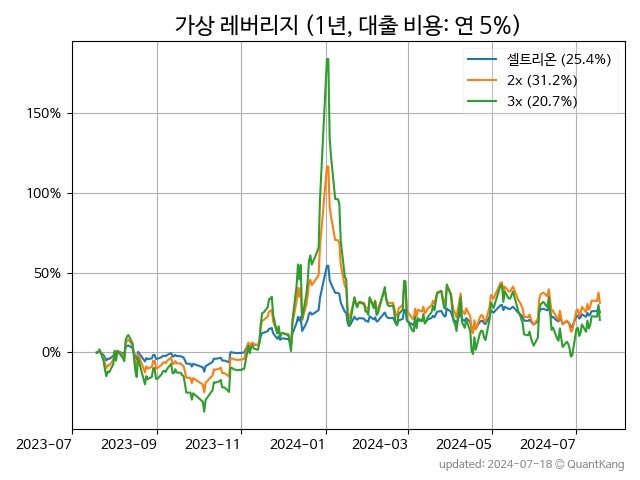 가상 레버리지 (1년, 대출 비용: 연 5%)
셀트리온 (25.4%)
2x (31.2%)
3x (20.7%)
150%
100%
50%
0%
2023-07 2023-09 2023-11 2024-01 2024-03 2024-05 2024-07
updated: 2024-07-18 © QuantKang